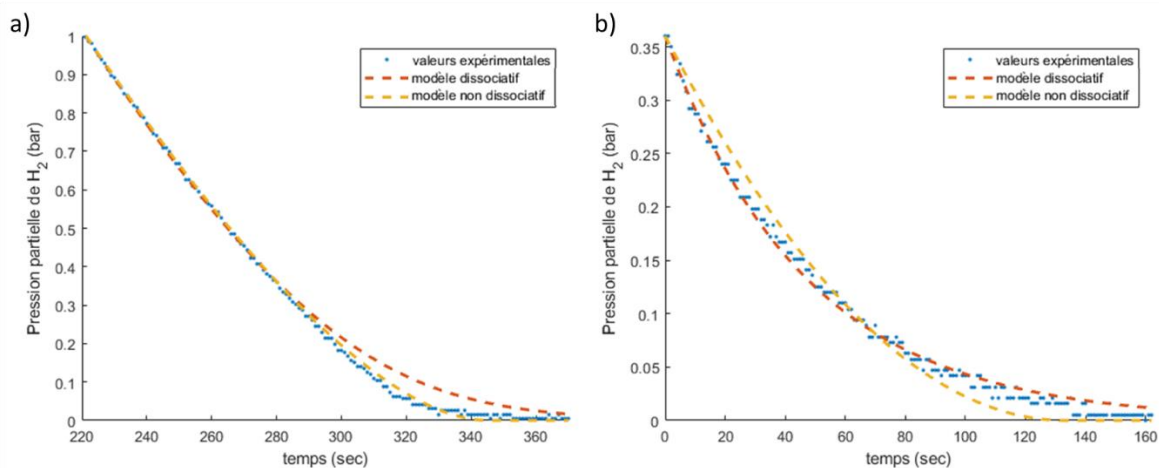 a)
1
0.9
0.8
0.7
0.6
0.5
0.4
0.3
0.2
0.1
0
Pression partielle de H2 (bar)
valeurs expérimentales
modèle dissociatif
modèle non dissociatif
220 240 260 280 300 320 340 360
temps (sec)
b)
0.35
0.3
0.25
0.2
0.15
0.1
0.05
0
Pression partielle de H2 (bar)
valeurs expérimentales
modèle dissociatif
modèle non dissociatif
0 20 40 60 80 100 120 140 160
temps (sec)